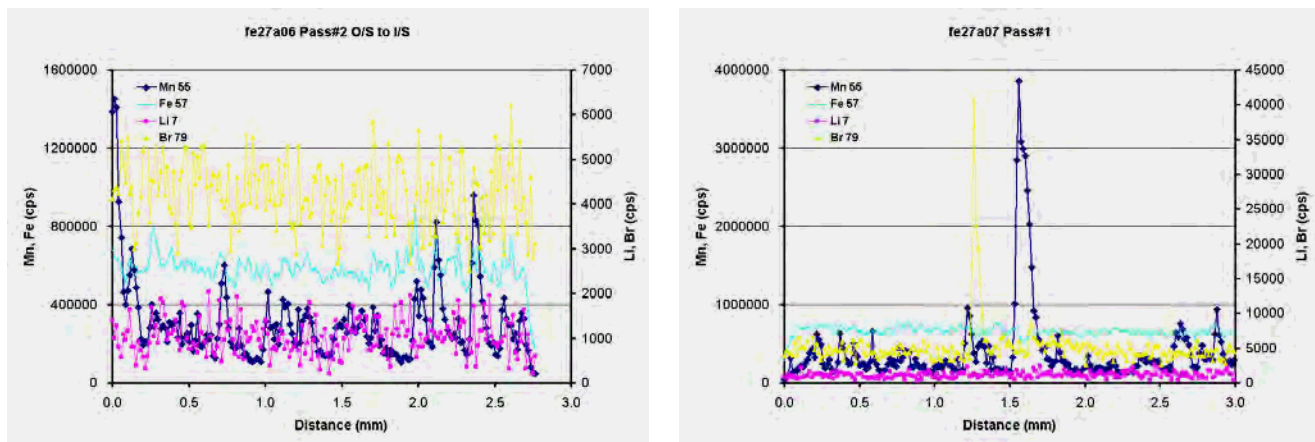 fe27a06 Pass#2 O/S to I/S
1600000
1200000
800000
400000
0
Mn, Fe (cps)
7000
6000
5000
4000
3000
2000
1000
0
Li, Br (cps)
Mn 55
Fe 57
Li 7
Br 79
0.0 0.5 1.0 1.5 2.0 2.5 3.0
Distance (mm)
fe27a07 Pass#1
4000000
3000000
2000000
1000000
0
Mn, Fe (cps)
45000
40000
35000
30000
25000
20000
15000
10000
5000
0
Li, Br (cps)
Mn 55
Fe 57
Li 7
Br 79
0.0 0.5 1.0 1.5 2.0 2.5 3.0
Distance (mm)